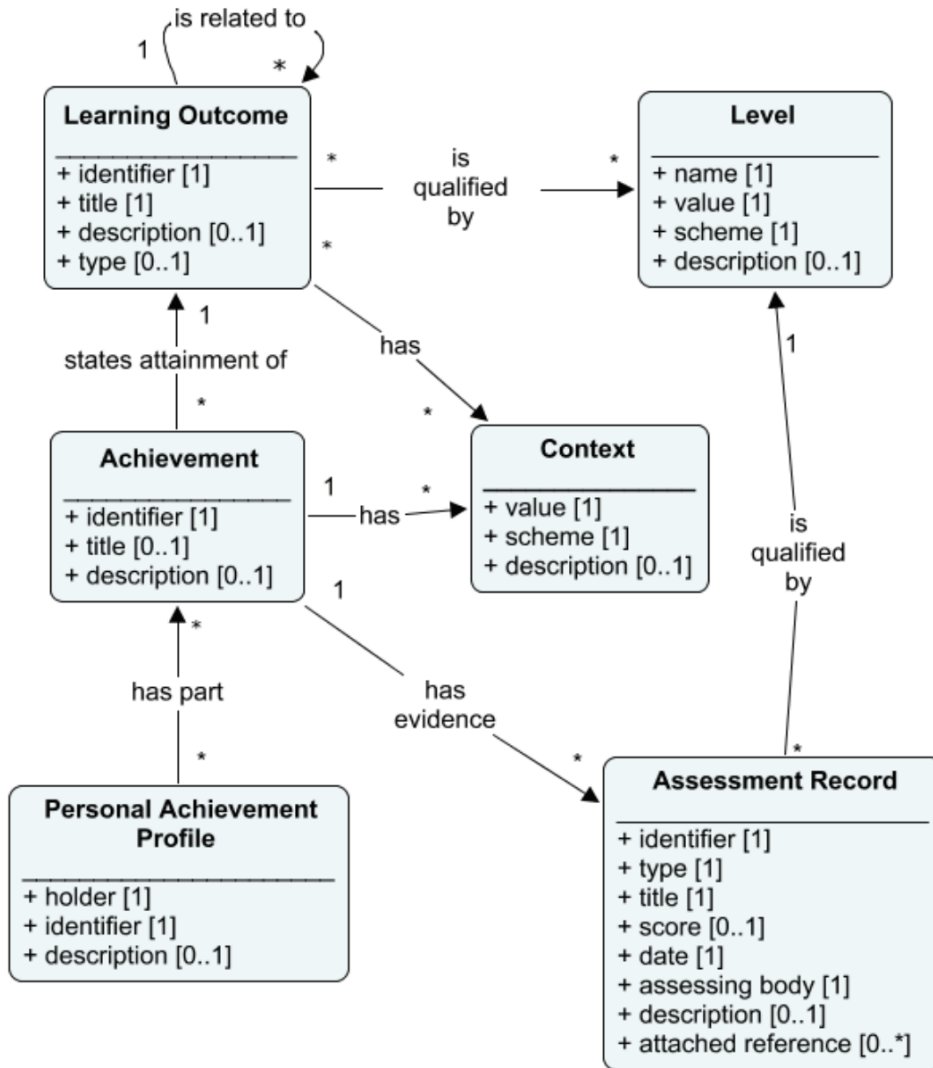 is related to
1
*
Learning Outcome
+ identifier [1]
+ title [1]
+ description [0..1]
+ type [0..1]
*
is
qualified
by
*
Level
+ name [1]
+ value [1]
+ scheme [1]
+ description [0..1]
*
has
*
1
states attainment of
*
1
is
qualified
by
*
Achievement
+ identifier [1]
+ title [0..1]
+ description [0..1]
1
has
*
Context
+ value [1]
+ scheme [1]
+ description [0..1]
1
has
evidence
*
*
has part
*
Personal Achievement
Profile
+ holder [1]
+ identifier [1]
+ description [0..1]
Assessment Record
+ identifier [1]
+ type [1]
+ title [1]
+ score [0..1]
+ date [1]
+ assessing body [1]
+ description [0..1]
+ attached reference [0..*]